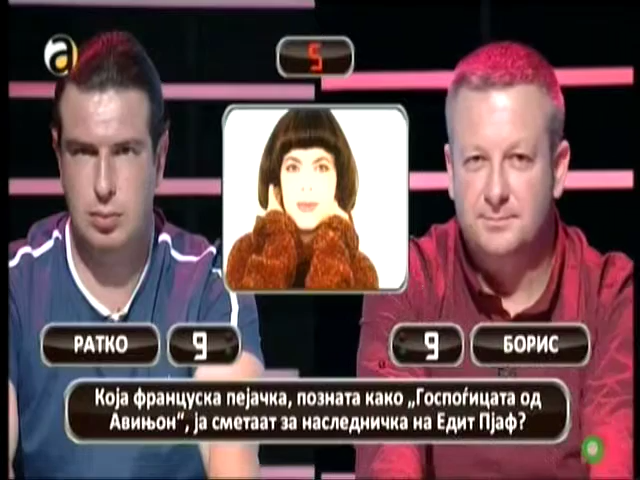 a
5
РАТКО
9
9
БОРИС
Која француска пејачка, позната како „Госпоѓицата од
Авињон“, ја сметаат за наследничка на Едит Пјаф?